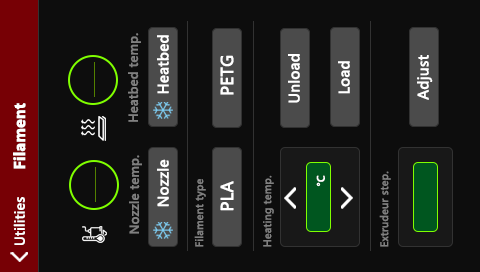 Utilities
Filament
Nozzle temp.
Heatbed temp.
Nozzle
Heatbed
Filament type
PLA
PETG
Heating temp.
°C
Unload
Load
Extrudeur step.
Adjust